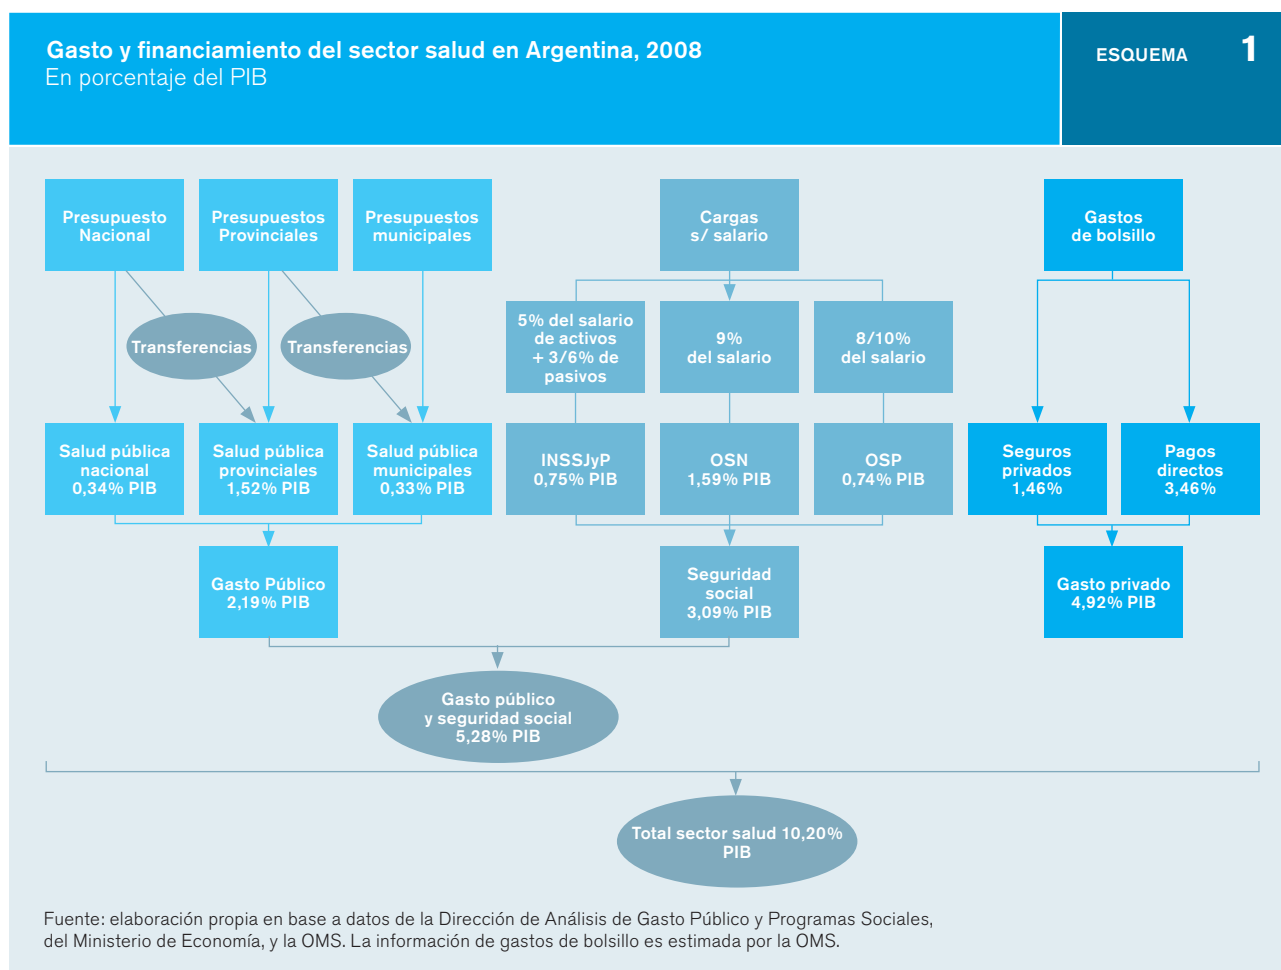 Gasto y financiamiento del sector salud en Argentina, 2008
En porcentaje del PIB
ESQUEMA 1
Presupuesto
Nacional
Presupuestos
Provinciales
Presupuestos
municipales
Cargas
s/ salario
Gastos
de bolsillo
Transferencias
Transferencias
5% del salario
de activos
+ 3/6% de
pasivos
9%
del salario
8/10%
del salario
Salud pública
nacional
0,34% PIB
Salud pública
provinciales
1,52% PIB
Salud pública
municipales
0,33% PIB
INSSJyP
0,75% PIB
OSN
1,59% PIB
OSP
0,74% PIB
Seguros
privados
1,46%
Pagos
directos
3,46%
Gasto Público
2,19% PIB
Seguridad
social
3,09% PIB
Gasto privado
4,92% PIB
Gasto público
y seguridad social
5,28% PIB
Total sector salud 10,20%
PIB
Fuente: elaboración propia en base a datos de la Dirección de Análisis de Gasto Público y Programas Sociales,
del Ministerio de Economía, y la OMS. La información de gastos de bolsillo es estimada por la OMS.